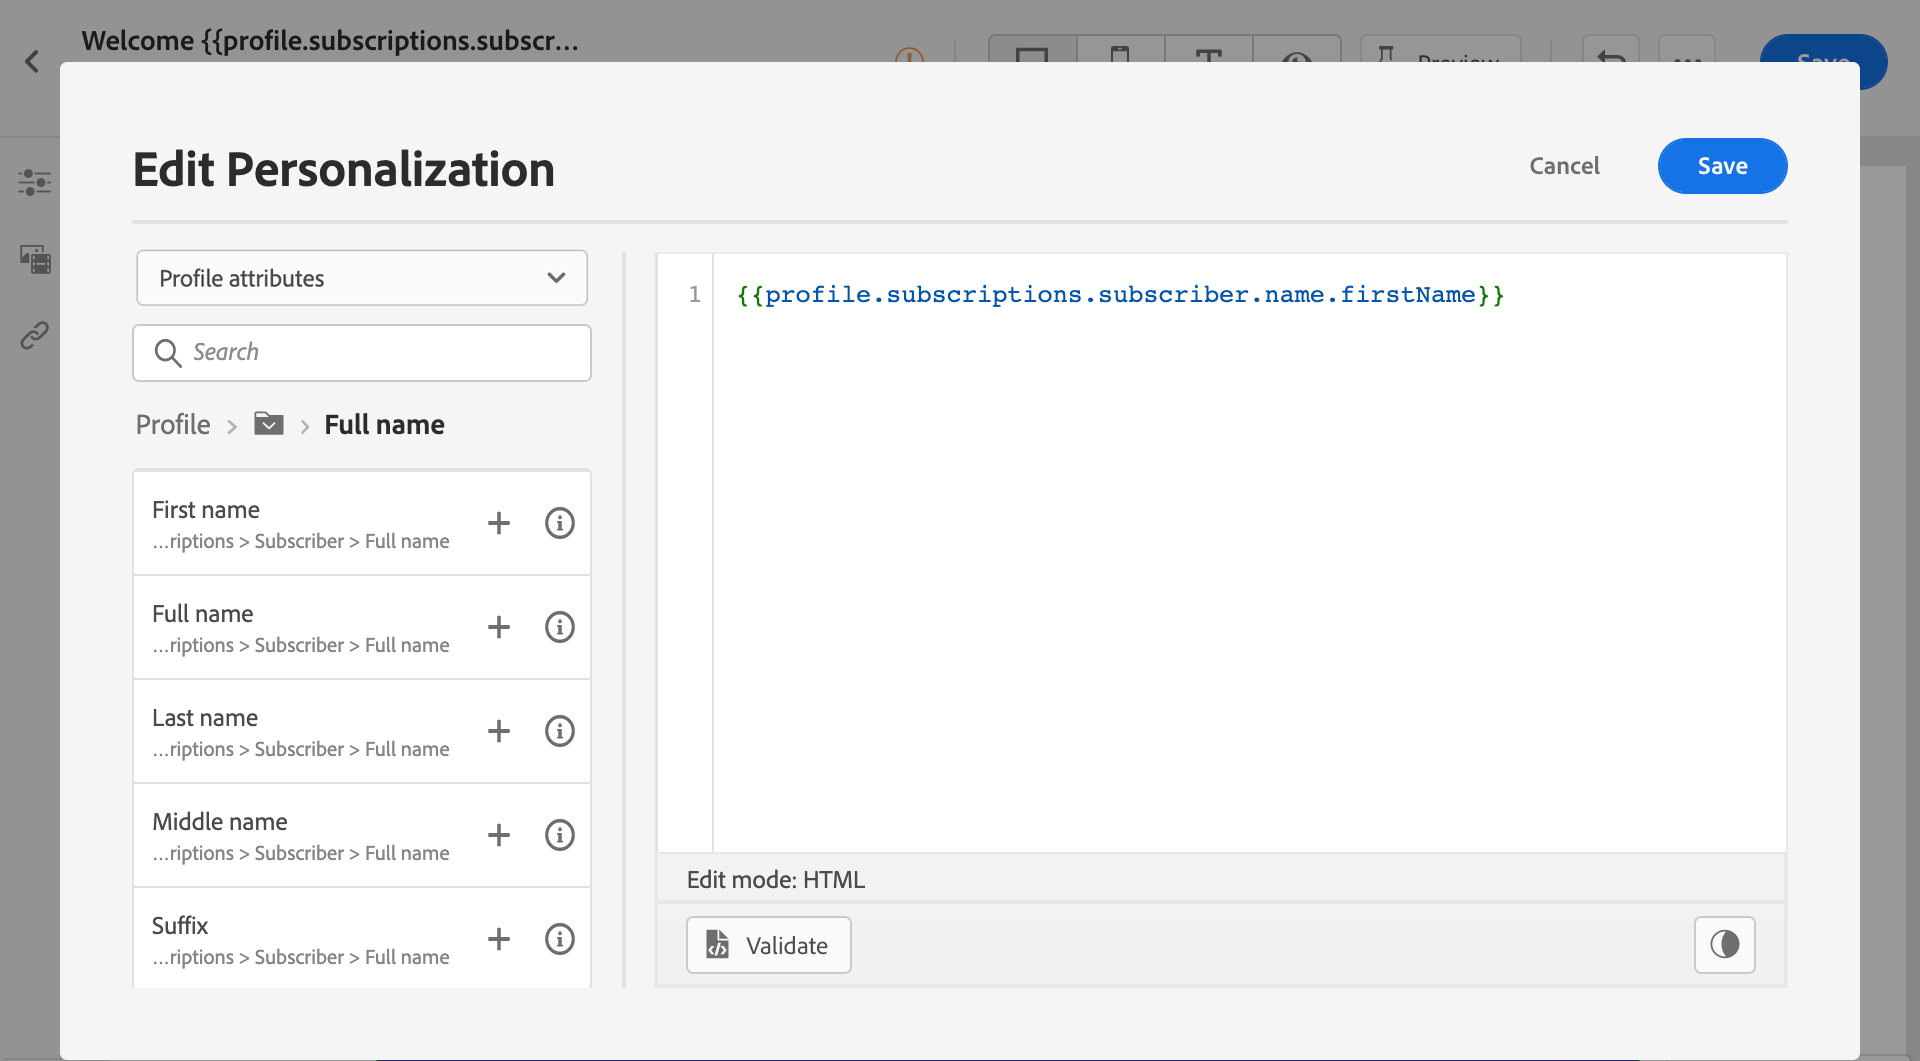 Welcome {{profile.subscriptions.subscr...
Preview
Save
Edit Personalization
Cancel
Save
Profile attributes
Search
Profile > Full name
First name
...riptions > Subscriber > Full name
Full name
...riptions > Subscriber > Full name
Last name
...riptions > Subscriber > Full name
Middle name
...riptions > Subscriber > Full name
Suffix
...riptions > Subscriber > Full name
1 {{profile.subscriptions.subscriber.name.firstName}}
Edit mode: HTML
Validate